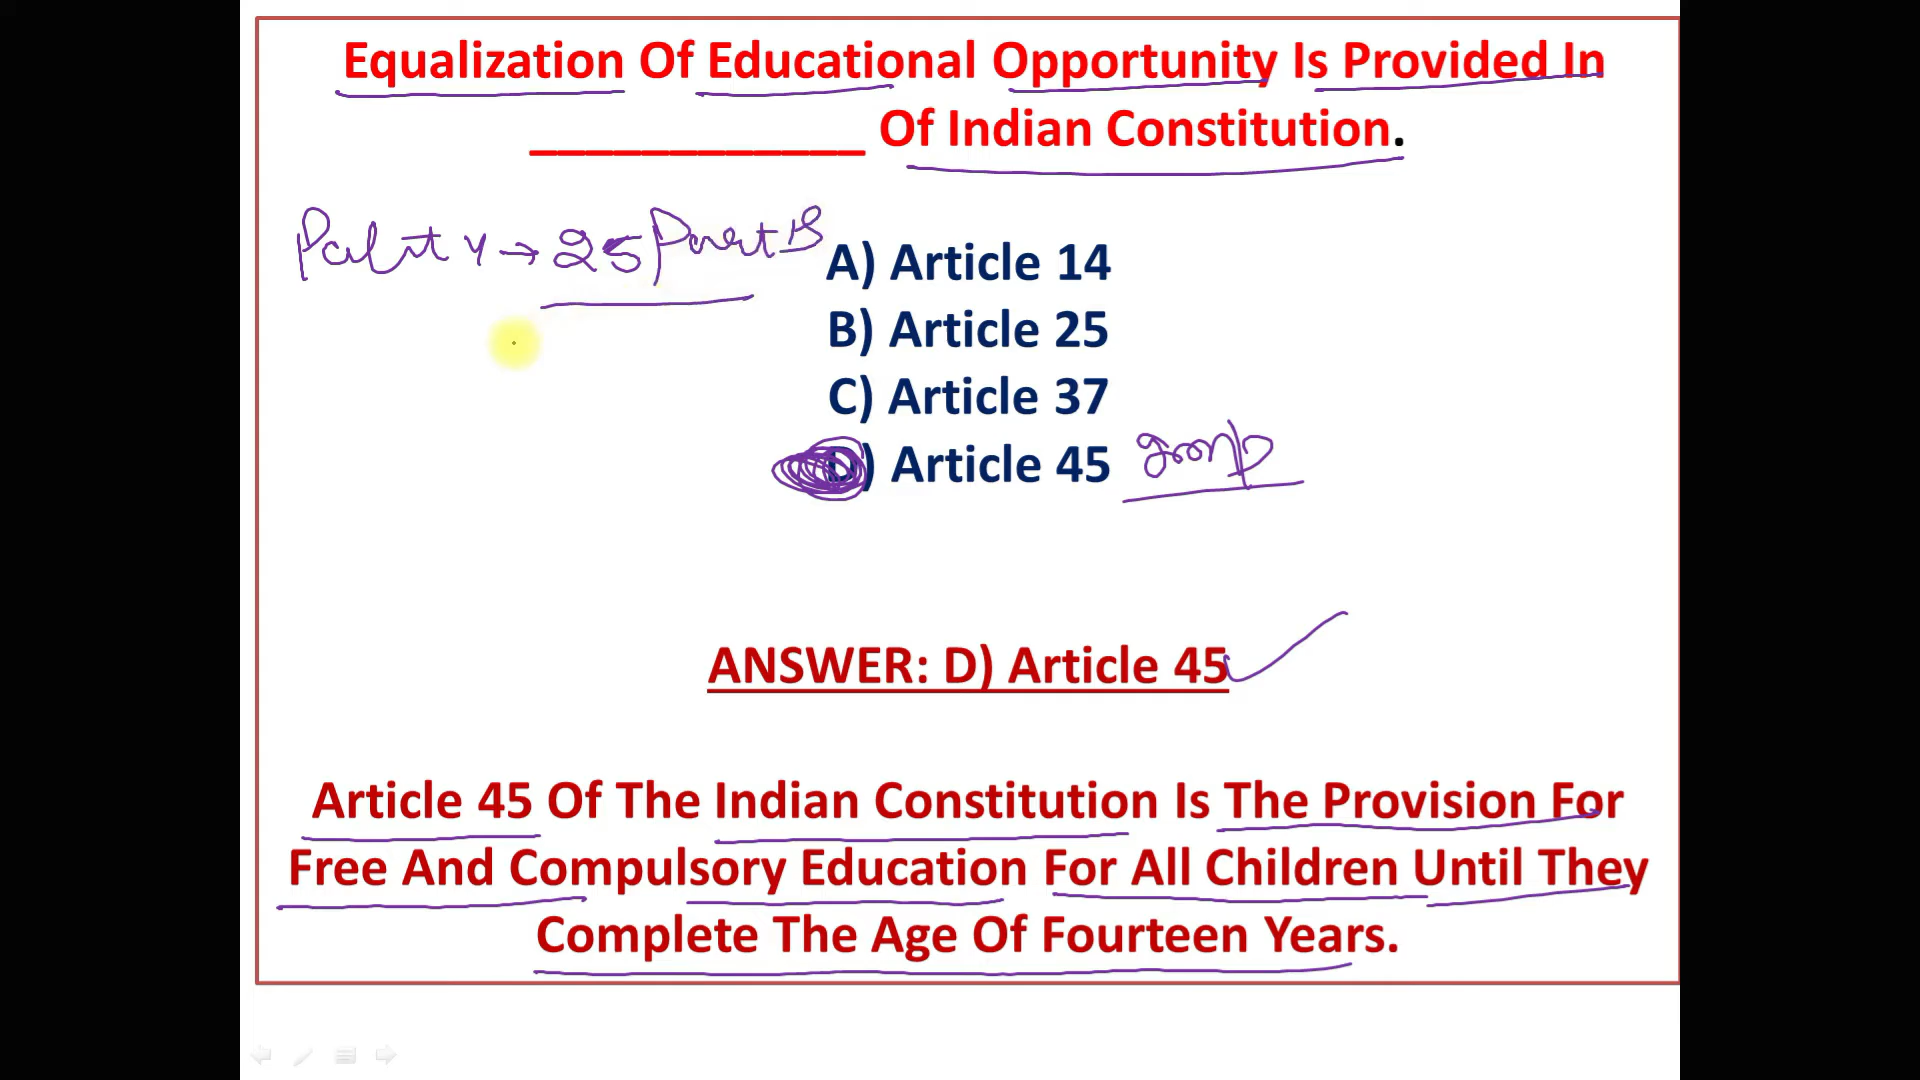 Equalization Of Educational Opportunity Is Provided In
____________ Of Indian Constitution.
→ 25 Part
A) Article 14
B) Article 25
C) Article 37
D) Article 45
ANSWER: D) Article 45
Article 45 Of The Indian Constitution Is The Provision For
Free And Compulsory Education For All Children Until They
Complete The Age Of Fourteen Years.